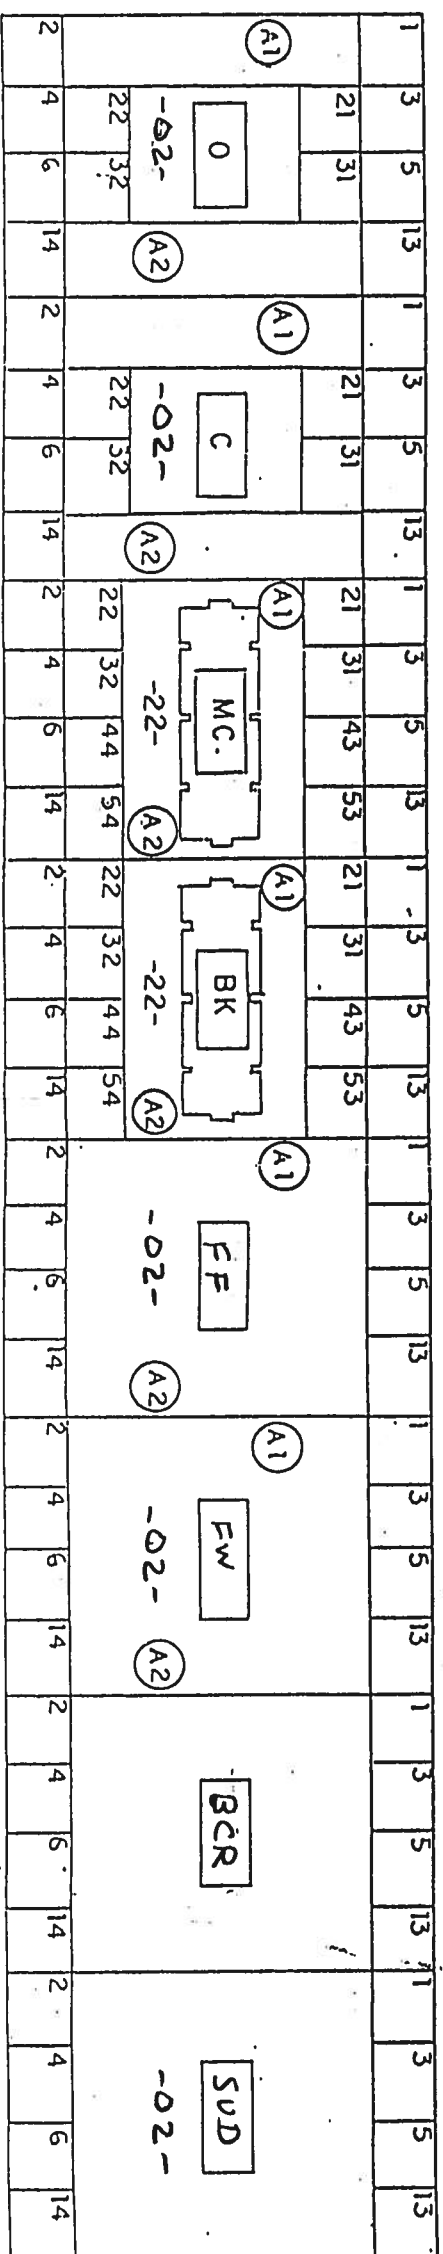 1 3 5 13 1 3 5 13 1 3 5 13 1 3 5 13 1 3 5 13 1 3 5 13 1 3 5 13 1 3 5 13
21 31 21 31 21 31 43 53 21 31 43 53
A1 A1 A1 A1 A1 A1
O C MC. BK FF FW BCR SUD
-02- -02- -22- -22- -02- -02- -02-
A2 A2 A2 A2 A2 A2
22 32 22 32 22 32 44 54 22 32 44 54
2 4 6 14 2 4 6 14 2 4 6 14 2 4 6 14 2 4 6 14 2 4 6 14 2 4 6 14 2 4 6 14